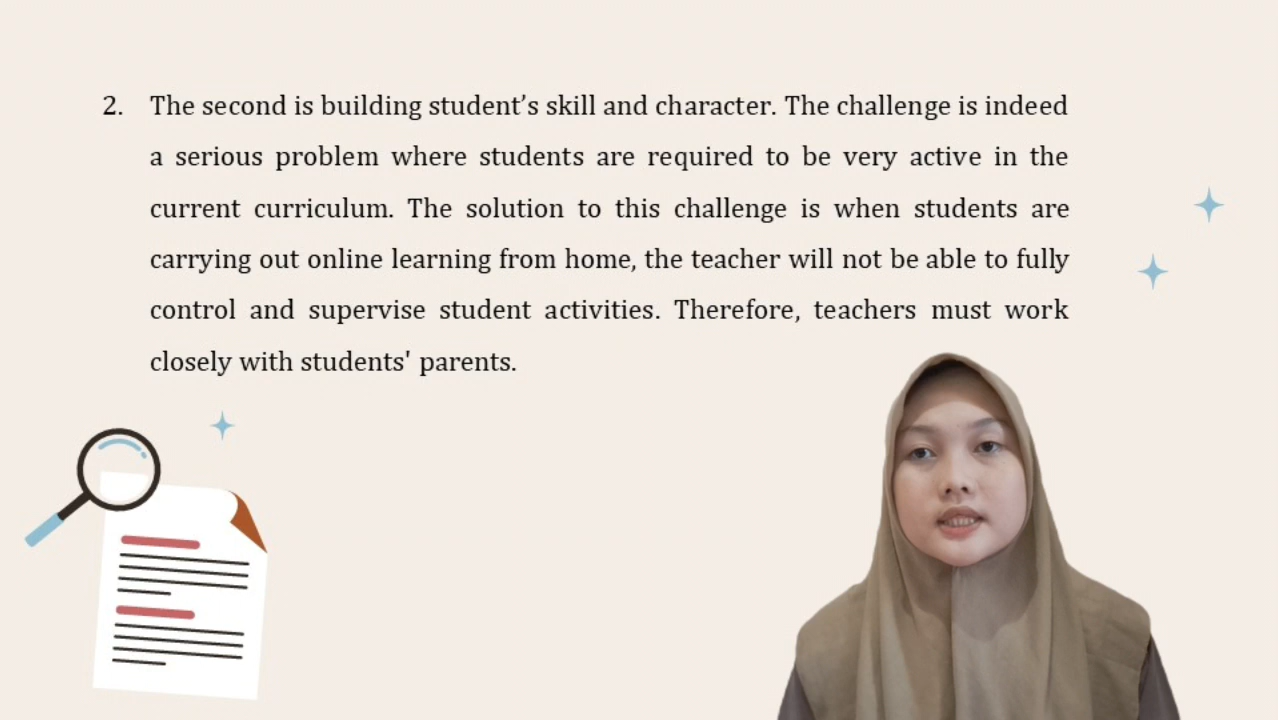 2. The second is building student’s skill and character. The challenge is indeed
a serious problem where students are required to be very active in the
current curriculum. The solution to this challenge is when students are
carrying out online learning from home, the teacher will not be able to fully
control and supervise student activities. Therefore, teachers must work
closely with students' parents.